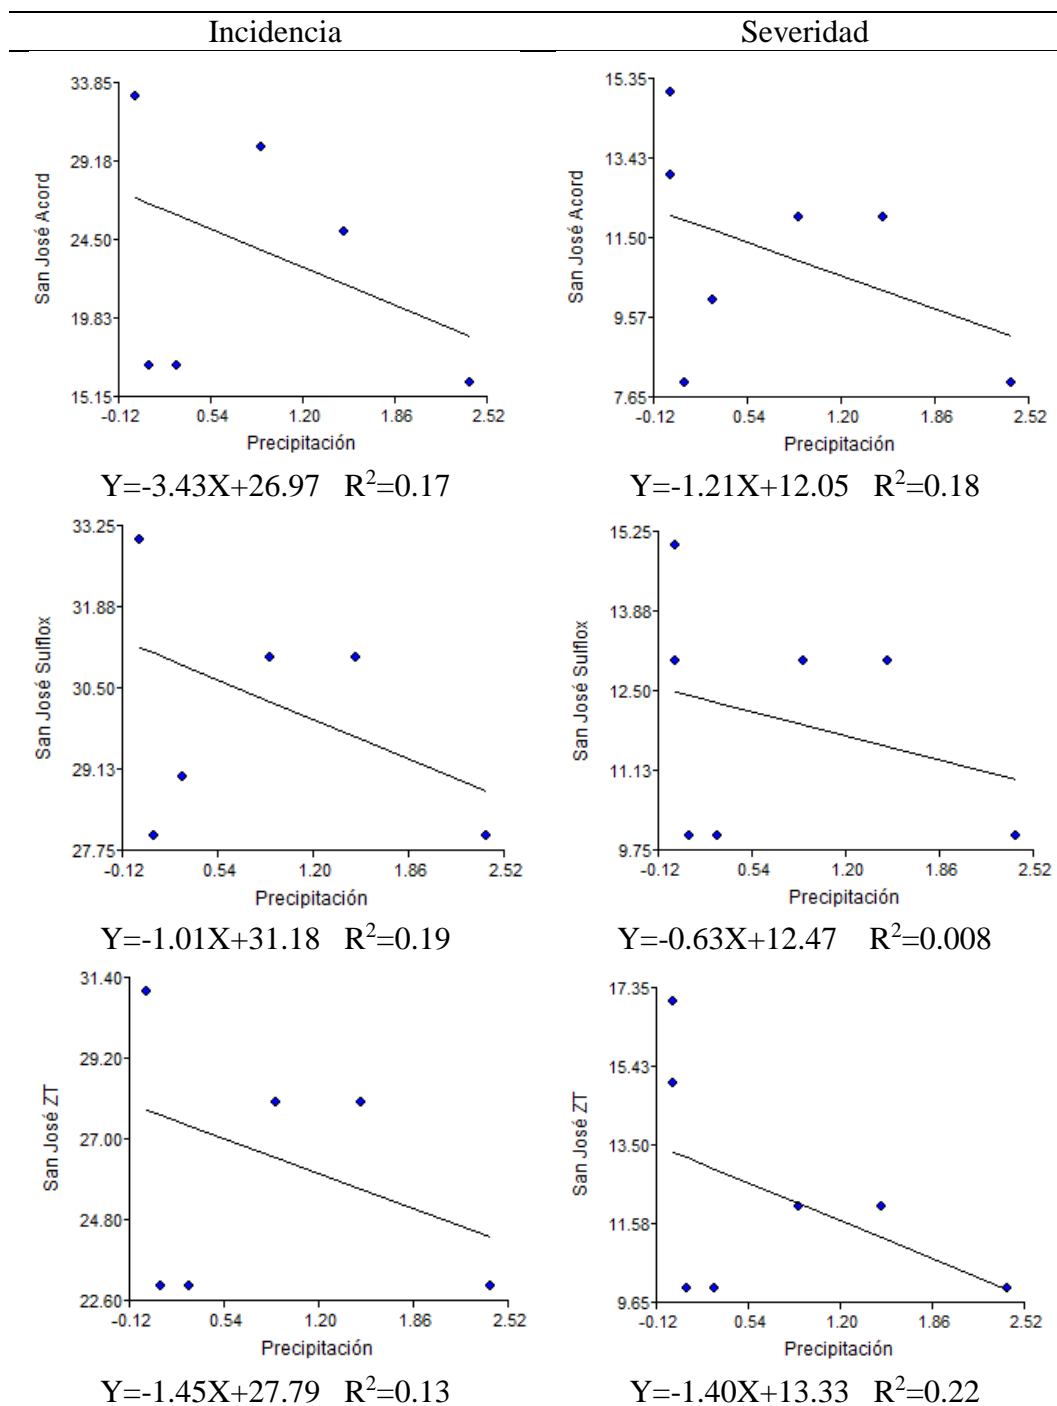 Incidencia Severidad
33.85
29.18
24.50
19.83
15.15
San José Acord
-0.12 0.54 1.20 1.86 2.52
Precipitación
Y=-3.43X+26.97 R²=0.17
15.35
13.43
11.50
9.57
7.65
San José Acord
-0.12 0.54 1.20 1.86 2.52
Precipitación
Y=-1.21X+12.05 R²=0.18
33.25
31.88
30.50
29.13
27.75
San José Sulflox
-0.12 0.54 1.20 1.86 2.52
Precipitación
Y=-1.01X+31.18 R²=0.19
15.25
13.88
12.50
11.13
9.75
San José Sulflox
-0.12 0.54 1.20 1.86 2.52
Precipitación
Y=-0.63X+12.47 R²=0.008
31.40
29.20
27.00
24.80
22.60
San José ZT
-0.12 0.54 1.20 1.86 2.52
Precipitación
Y=-1.45X+27.79 R²=0.13
17.35
15.43
13.50
11.58
9.65
San José ZT
-0.12 0.54 1.20 1.86 2.52
Precipitación
Y=-1.40X+13.33 R²=0.22